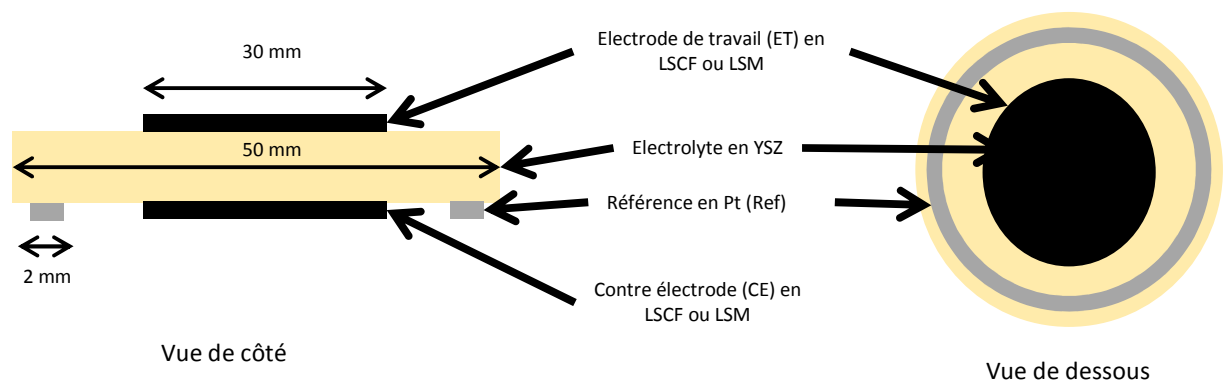 30 mm
Electrode de travail (ET) en
LSCF ou LSM
50 mm
Electrolyte en YSZ
Référence en Pt (Ref)
2 mm
Contre électrode (CE) en
LSCF ou LSM
Vue de côté
Vue de dessous